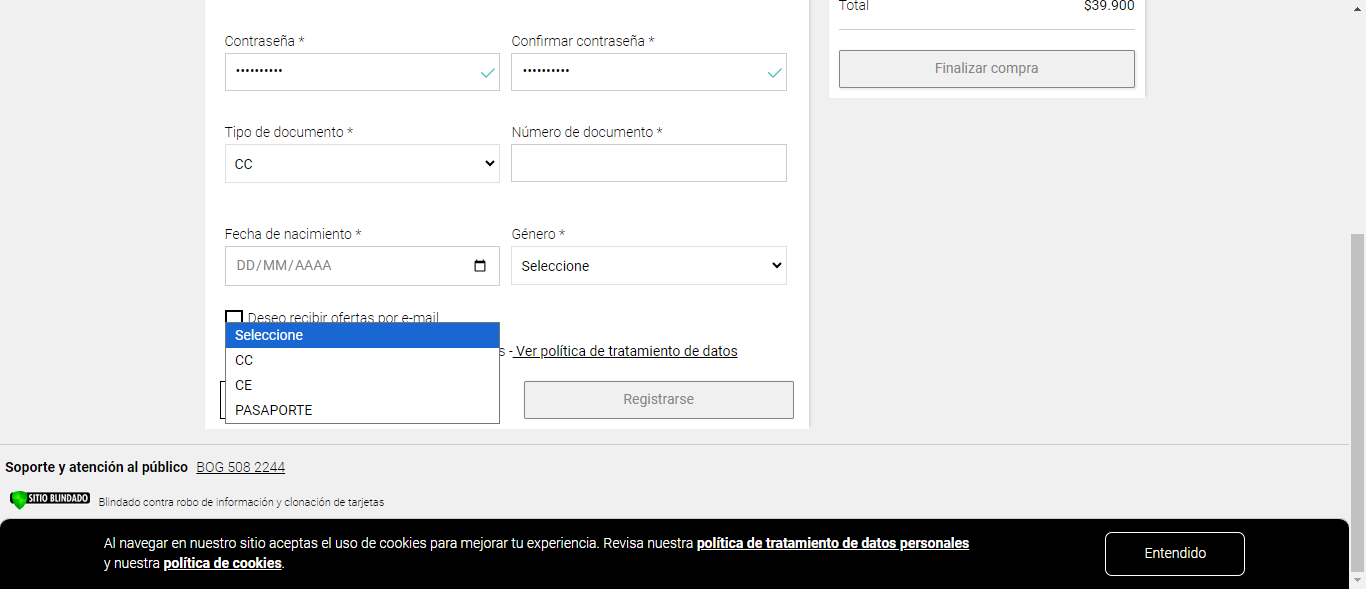 Total $39.900
Contraseña * Confirmar contraseña *
•••••••••• ••••••••••
Finalizar compra
Tipo de documento * Número de documento *
CC
Fecha de nacimiento * Género *
DD/MM/AAAA Seleccione
Deseo recibir ofertas por e-mail
Seleccione
s - Ver política de tratamiento de datos
CC
CE
PASAPORTE
Registrarse
Soporte y atención al público BOG 508 2244
SITIO BLINDADO Blindado contra robo de información y clonación de tarjetas
Al navegar en nuestro sitio aceptas el uso de cookies para mejorar tu experiencia. Revisa nuestra política de tratamiento de datos personales
y nuestra política de cookies.
Entendido